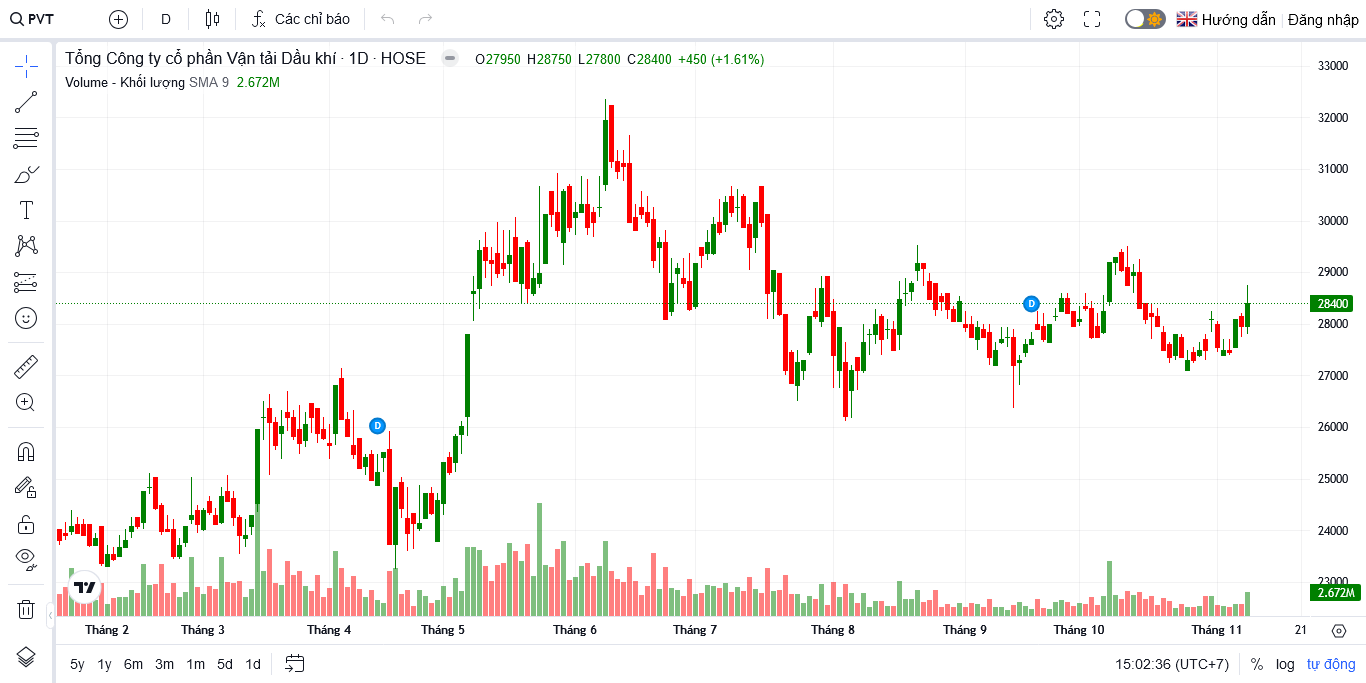 PVT
D
Các chỉ báo
Hướng dẫn
Đăng nhập
Tổng Công ty cổ phần Vận tải Dầu khí · 1D · HOSE O27950 H28750 L27800 C28400 +450 (+1.61%)
Volume - Khối lượng SMA 9 2.672M
33000
32000
31000
30000
29000
28400
28000
27000
26000
25000
24000
23000
2.672M
D
D
Tháng 2 Tháng 3 Tháng 4 Tháng 5 Tháng 6 Tháng 7 Tháng 8 Tháng 9 Tháng 10 Tháng 11 21
5y 1y 6m 3m 1m 5d 1d
15:02:36 (UTC+7) % log tự động